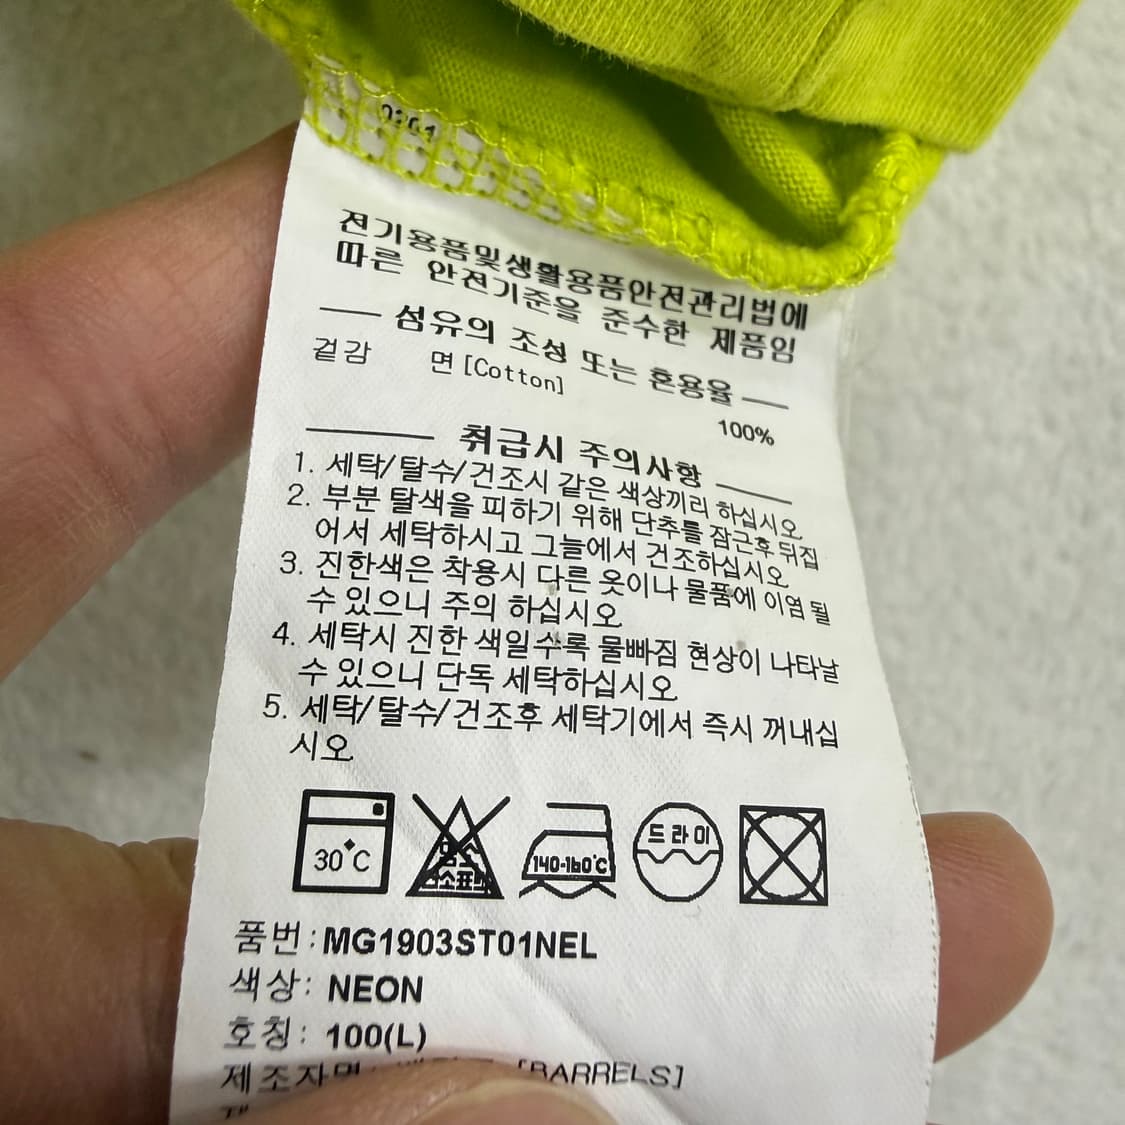 전기용품및생활용품안전관리법에
따른 안전기준을 준수한 제품임
섬유의 조성 또는 혼용율
겉감 면[Cotton] 100%
취급시 주의사항
1. 세탁/탈수/건조시 같은 색상끼리 하십시오
2. 부분 탈색을 피하기 위해 단추를 잠근후 뒤집
어서 세탁하시고 그늘에서 건조하십시오
3. 진한색은 착용시 다른 옷이나 물품에 이염 될
수 있으니 주의 하십시오
4. 세탁시 진한 색일수록 물빠짐 현상이 나타날
수 있으니 단독 세탁하십시오
5. 세탁/탈수/건조후 세탁기에서 즉시 꺼내십
시오
30℃ 140-160℃ 드라이
품번:MG1903ST01NEL
색상: NEON
호칭: 100(L)
제조자명: [BARRELS]